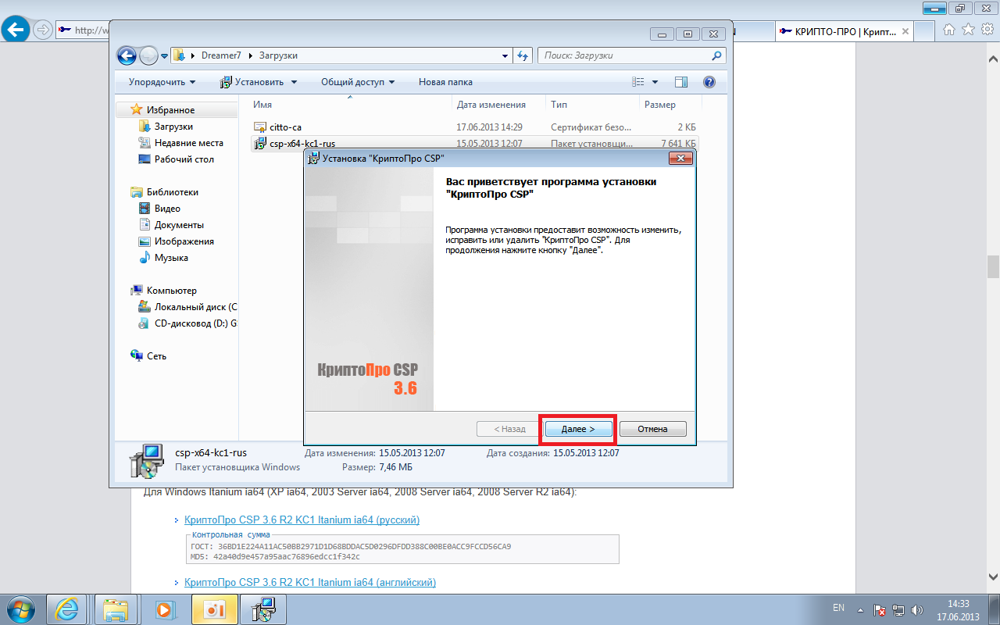 http://w
КРИПТО-ПРО | Крипт...
Dreamer7
Загрузки
Поиск: Загрузки
Упорядочить
Установить
Общий доступ
Новая папка
Избранное
Загрузки
Недавние места
Рабочий стол
Библиотеки
Видео
Документы
Изображения
Музыка
Компьютер
Локальный диск (C
CD-дисковод (D:) G
Сеть
Имя
Дата изменения
Тип
Размер
citto-ca
17.06.2013 14:29
Сертификат безо...
2 КБ
csp-x64-kc1-rus
15.05.2013 12:07
Пакет установщи...
7 641 КБ
Установка "КриптоПро CSP"
Вас приветствует программа установки
"КриптоПро CSP"
Программа установки предоставит возможность изменить,
исправить или удалить "КриптоПро CSP". Для
продолжения нажмите кнопку "Далее".
КриптоПро CSP
3.6
< Назад
Далее >
Отмена
csp-x64-kc1-rus
Дата изменения: 15.05.2013 12:07
Дата создания: 15.05.2013 12:07
Пакет установщика Windows
Размер: 7,46 МБ
Для Windows Itanium ia64 (XP ia64, 2003 Server ia64, 2008 Server ia64, 2008 Server R2 ia64):
КриптоПро CSP 3.6 R2 KC1 Itanium ia64 (русский)
Контрольная сумма
ГОСТ: 36BD1E224A11AC50BB2971D1D68BDDAC5D0296DFDD388C00BE0ACC9FCCD56CA9
MD5: 42a40d9e457a95aac76896edcc1f342c
КриптоПро CSP 3.6 R2 KC1 Itanium ia64 (английский)
EN
14:33
17.06.2013